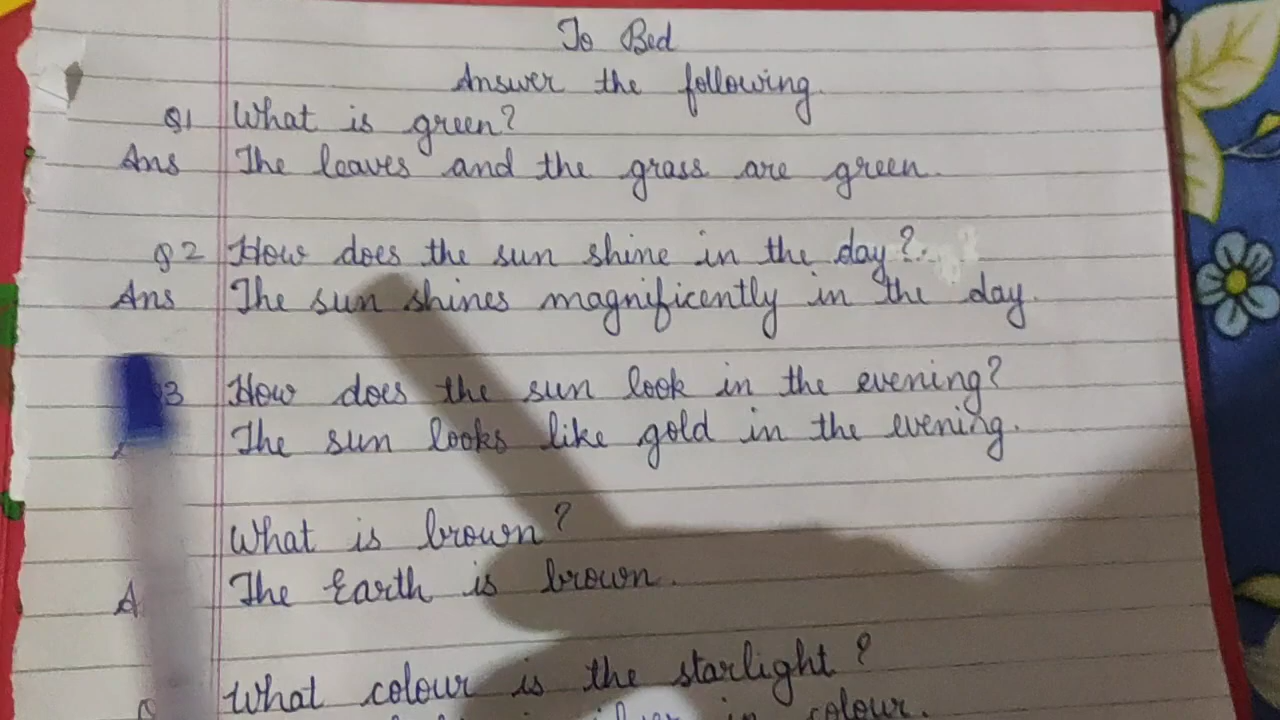 To Bed
Answer the following.
Q1 What is green?
Ans The leaves and the grass are green.
Q2 How does the sun shine in the day?
Ans The sun shines magnificently in the day.
3 How does the sun look in the evening?
The sun looks like gold in the evening.
What is brown?
A The Earth is brown.
What colour is the starlight?
in colour.